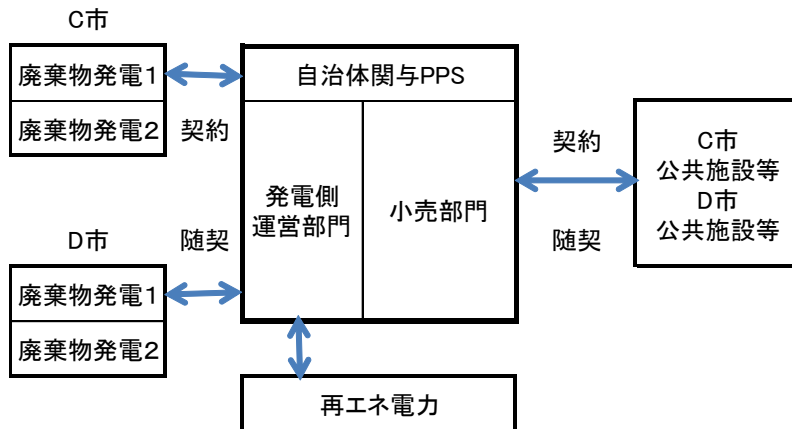 C市
廃棄物発電1
廃棄物発電2
契約
自治体関与PPS
発電側
運営部門
小売部門
契約
随契
C市
公共施設等
D市
公共施設等
D市
随契
廃棄物発電1
廃棄物発電2
再エネ電力